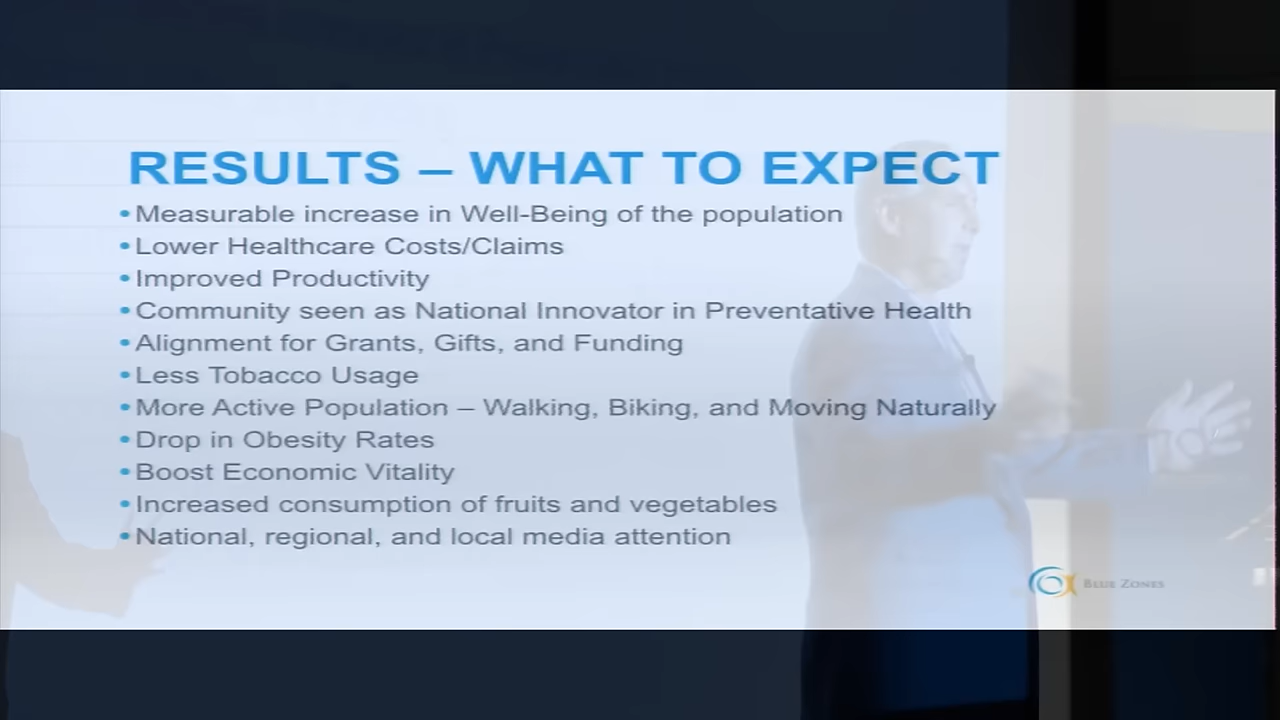 RESULTS – WHAT TO EXPECT
•Measurable increase in Well-Being of the population
•Lower Healthcare Costs/Claims
•Improved Productivity
•Community seen as National Innovator in Preventative Health
•Alignment for Grants, Gifts, and Funding
•Less Tobacco Usage
•More Active Population – Walking, Biking, and Moving Naturally
•Drop in Obesity Rates
•Boost Economic Vitality
•Increased consumption of fruits and vegetables
•National, regional, and local media attention
BLUE ZONES